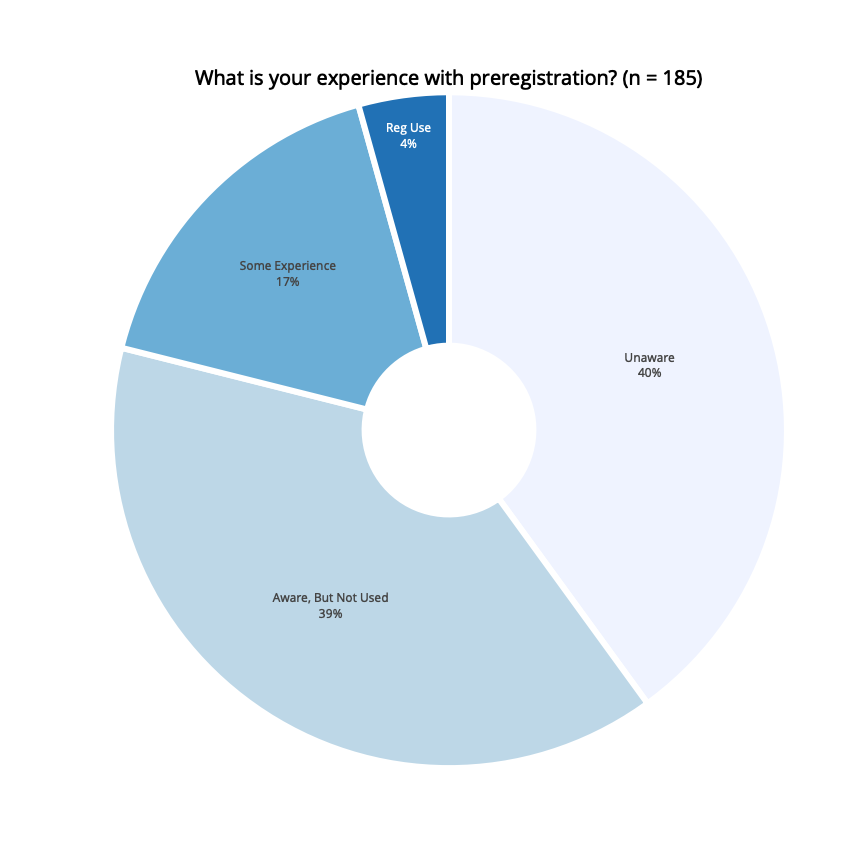 What is your experience with preregistration? (n = 185)
Reg Use
4%
Some Experience
17%
Unaware
40%
Aware, But Not Used
39%